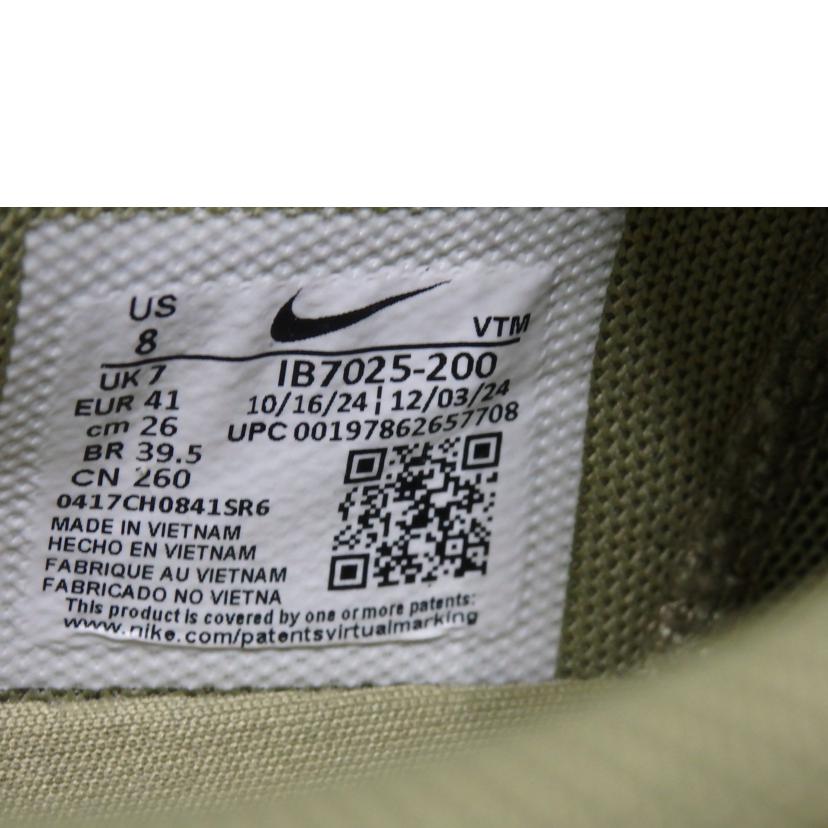 US
8
VTM
UK 7
IB7025-200
EUR 41
10/16/24 | 12/03/24
cm 26
UPC 00197862657708
BR 39.5
CN 260
0417CH0841SR6
MADE IN VIETNAM
HECHO EN VIETNAM
FABRIQUE AU VIETNAM
FABRICADO NO VIETNA
This product is covered by one or more patents:
www.nike.com/patentsvirtualmarking